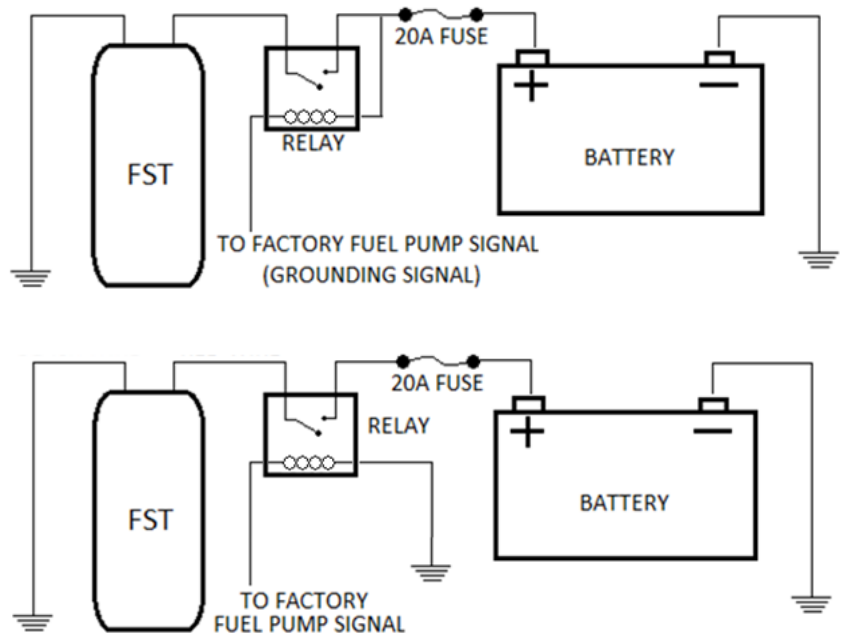 20A FUSE
RELAY
FST
+
—
BATTERY
TO FACTORY FUEL PUMP SIGNAL
(GROUNDING SIGNAL)
20A FUSE
RELAY
FST
+
—
BATTERY
TO FACTORY
FUEL PUMP SIGNAL